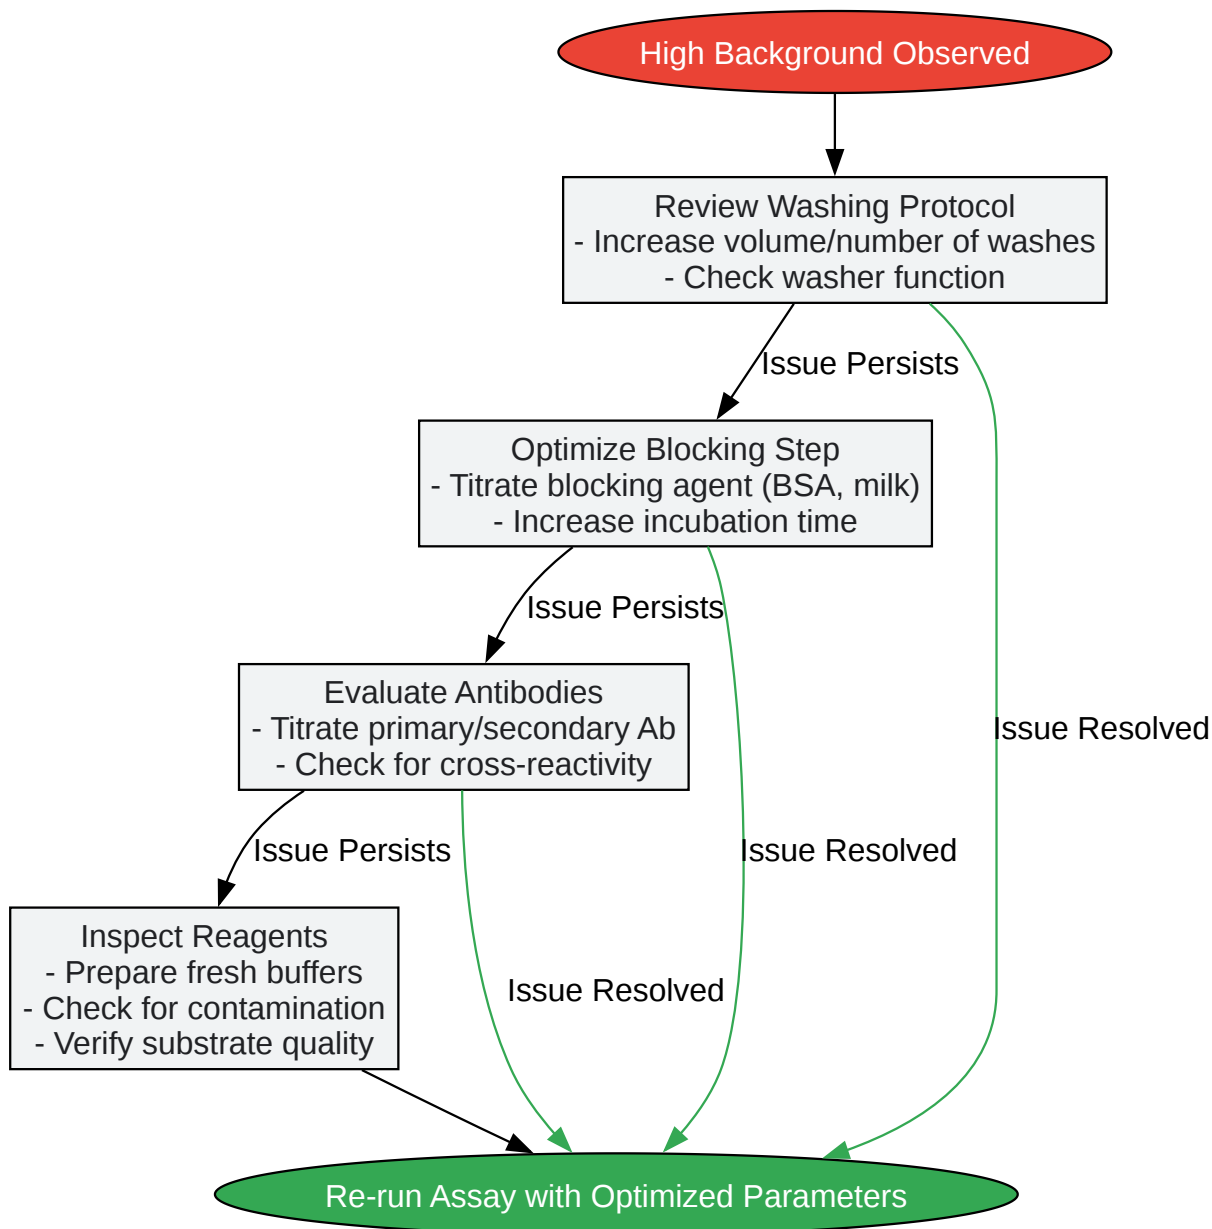 High Background Observed
Review Washing Protocol
- Increase volume/number of washes
- Check washer function
Issue Persists
Optimize Blocking Step
- Titrate blocking agent (BSA, milk)
- Increase incubation time
Issue Persists
Evaluate Antibodies
- Titrate primary/secondary Ab
- Check for cross-reactivity
Issue Resolved
Issue Persists
Issue Resolved
Inspect Reagents
- Prepare fresh buffers
- Check for contamination
- Verify substrate quality
Issue Resolved
Re-run Assay with Optimized Parameters